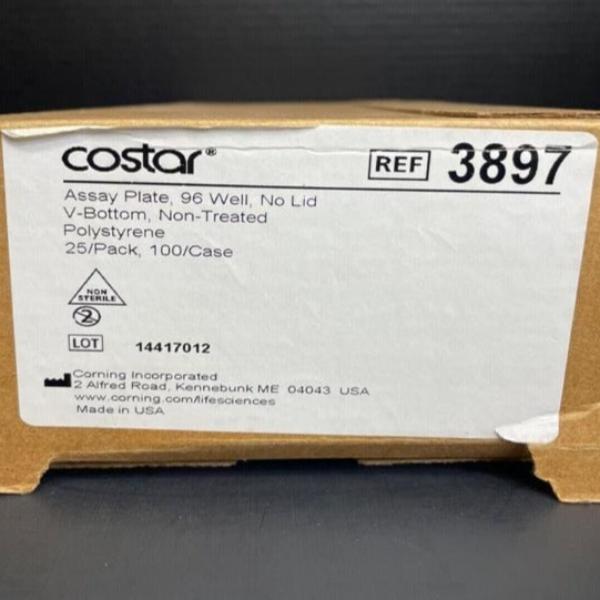 costar®
REF 3897
Assay Plate, 96 Well, No Lid
V-Bottom, Non-Treated
Polystyrene
25/Pack, 100/Case
NON
STERILE
2
LOT 14417012
Corning Incorporated
2 Alfred Road, Kennebunk ME 04043 USA
www.corning.com/lifesciences
Made in USA